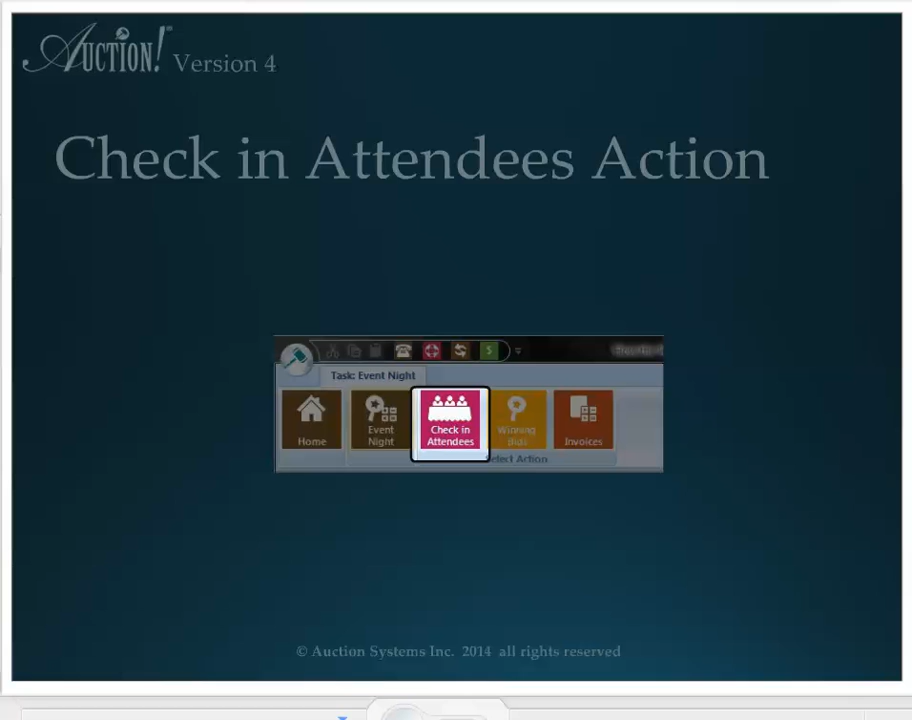 AUCTION! Version 4
Check in Attendees Action
Task: Event Night
Home
Event
Night
Check in
Attendees
Winning
Bids
Invoices
Select Action
© Auction Systems Inc. 2014 all rights reserved